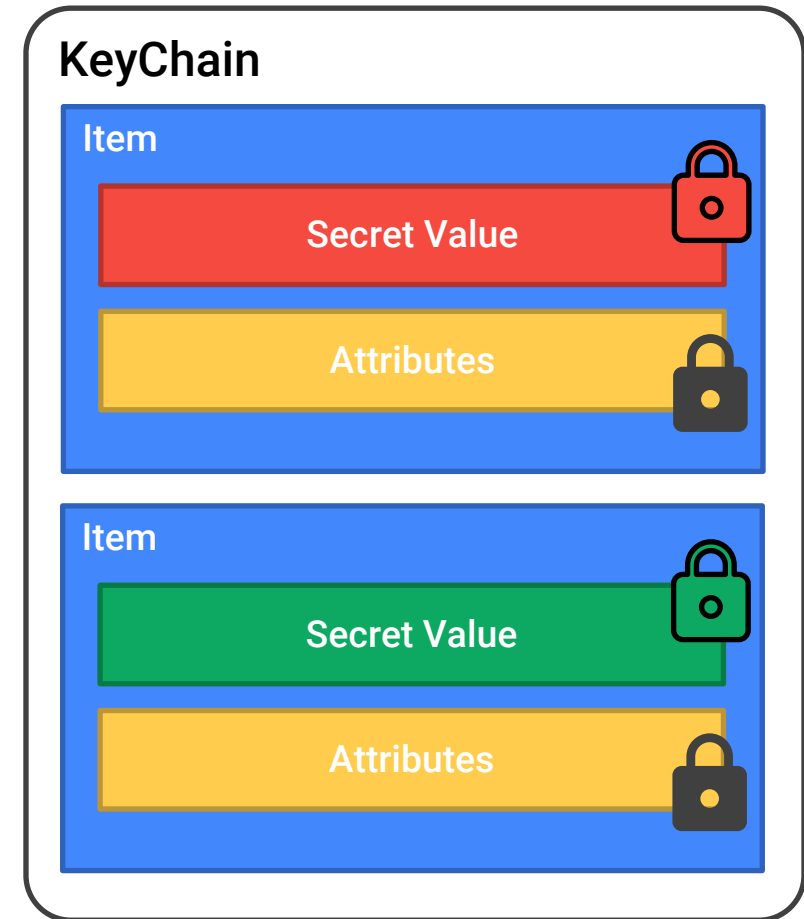 KeyChain
Item
Secret Value
Attributes
Item
Secret Value
Attributes